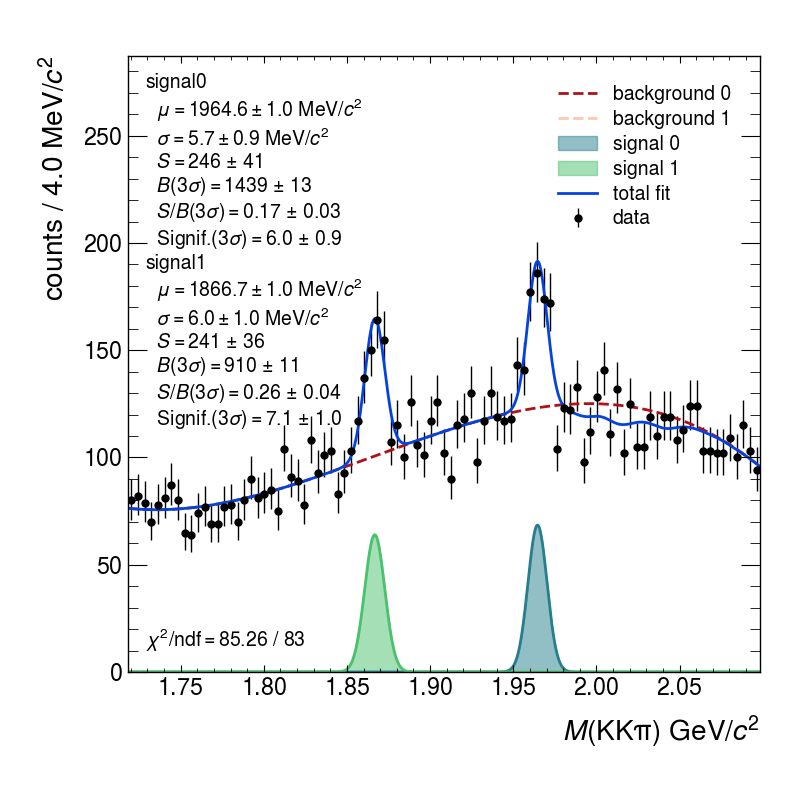 counts / 4.0 MeV/c²
signal0
μ = 1964.6 ± 1.0 MeV/c²
σ = 5.7 ± 0.9 MeV/c²
S = 246 ± 41
B(3σ) = 1439 ± 13
S/B(3σ) = 0.17 ± 0.03
Signif.(3σ) = 6.0 ± 0.9
signal1
μ = 1866.7 ± 1.0 MeV/c²
σ = 6.0 ± 1.0 MeV/c²
S = 241 ± 36
B(3σ) = 910 ± 11
S/B(3σ) = 0.26 ± 0.04
Signif.(3σ) = 7.1 ± 1.0
χ²/ndf = 85.26 / 83
background 0
background 1
signal 0
signal 1
total fit
data
250
200
150
100
50
0
1.75 1.80 1.85 1.90 1.95 2.00 2.05
M(KKπ) GeV/c²